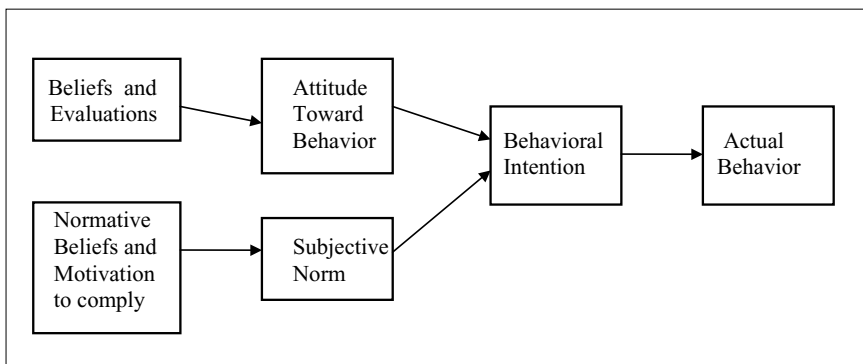 Beliefs and
Evaluations
Attitude
Toward
Behavior
Behavioral
Intention
Actual
Behavior
Normative
Beliefs and
Motivation
to comply
Subjective
Norm